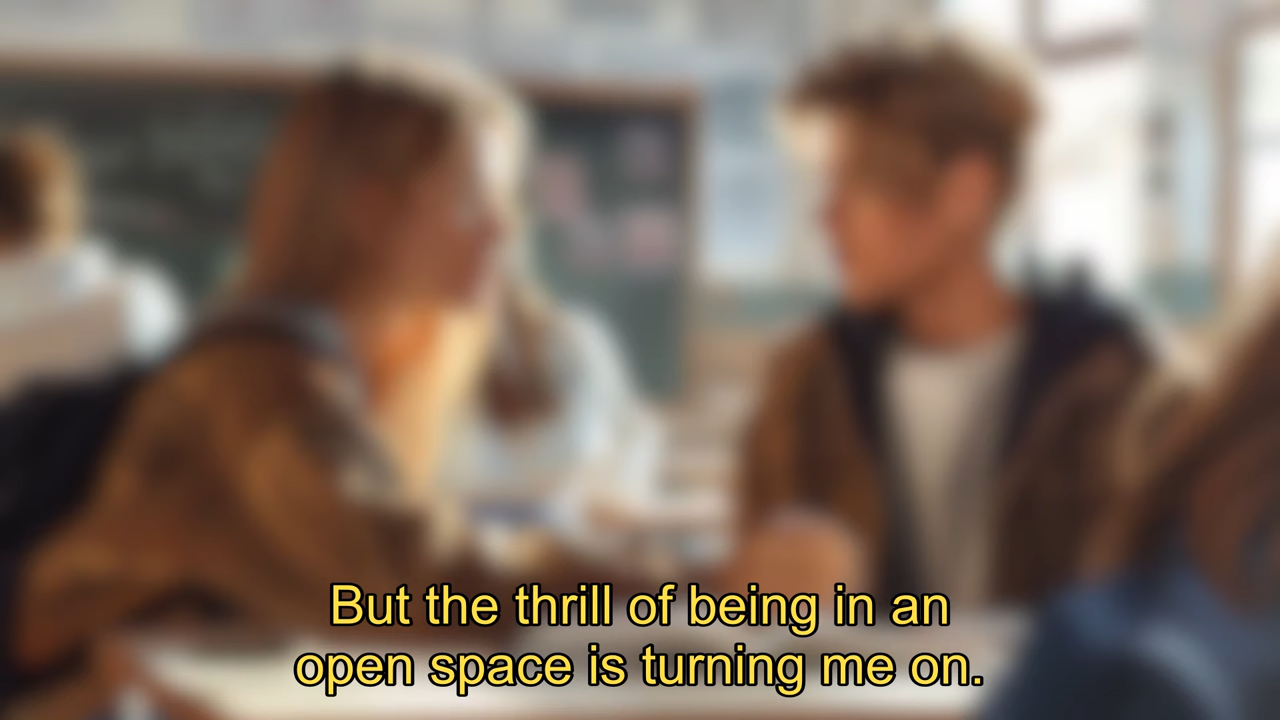 But the thrill of being in an
open space is turning me on.